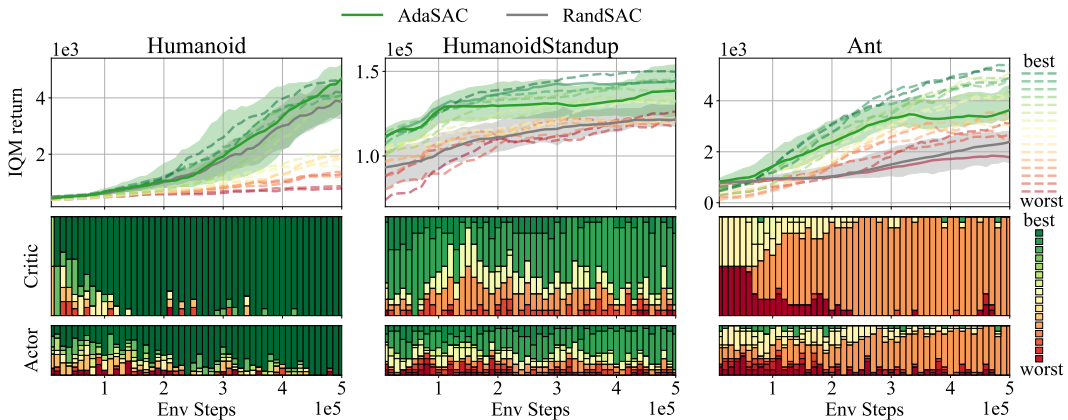 AdaSAC RandSAC
1e3 Humanoid 1e5 HumanoidStandup 1e3 Ant
IQM return
4
2
1.5
1.0
4
2
0
best
worst
Critic
Actor
best
worst
1 2 3 4 5
Env Steps 1e5
1 2 3 4 5
Env Steps 1e5
1 2 3 4 5
Env Steps 1e5